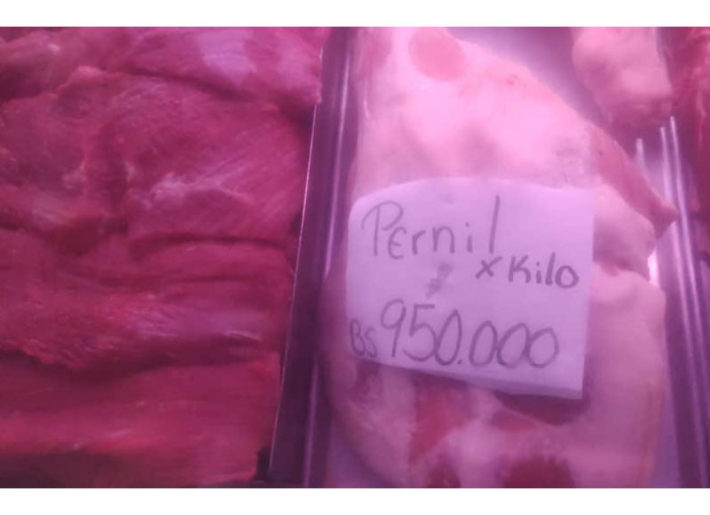 Pernil
x Kilo
Bs 950.000